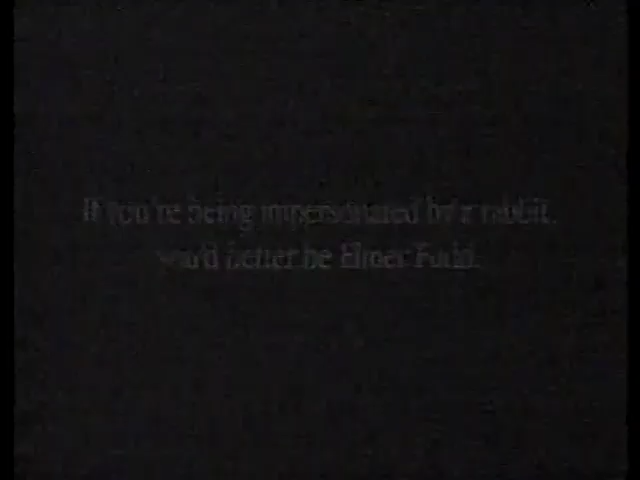 If you're being impersonated by a rabbit,
you'd better be Elmer Fudd.